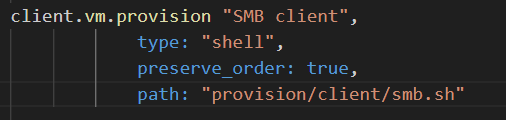 client.vm.provision "SMB client",
type: "shell",
preserve_order: true,
path: "provision/client/smb.sh"